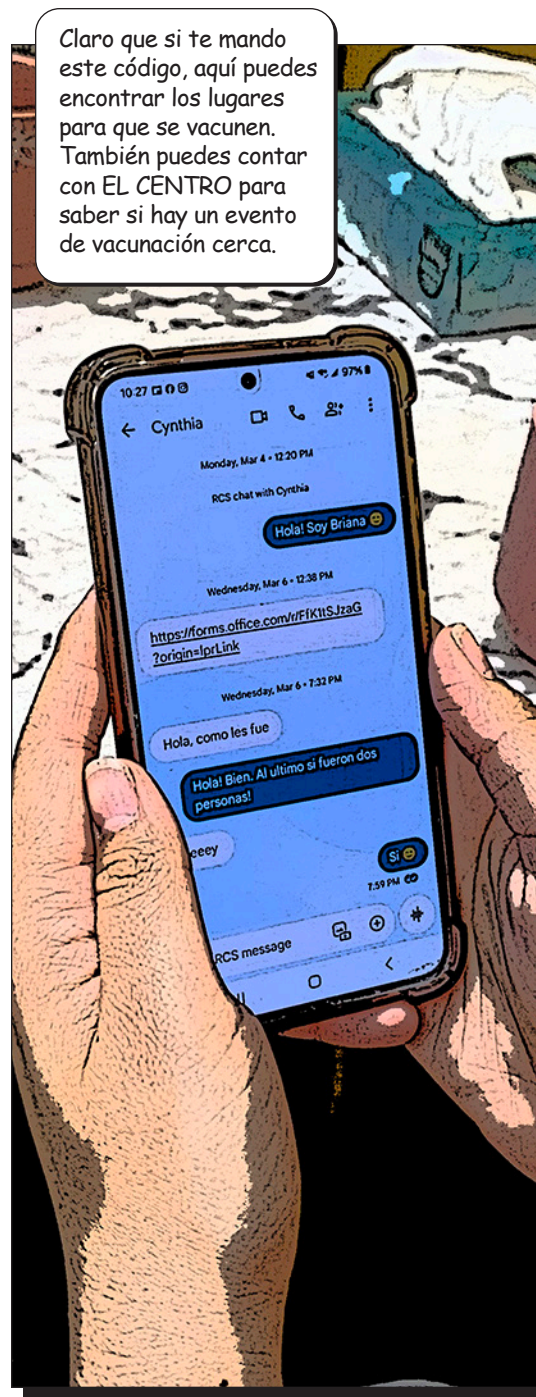 Claro que si te mando
este código, aquí puedes
encontrar los lugares
para que se vacunen.
También puedes contar
con EL CENTRO para
saber si hay un evento
de vacunación cerca.
10:27
97%
Cynthia
Monday, Mar 4 • 12:20 PM
RCS chat with Cynthia
Hola! Soy Briana
Wednesday, Mar 6 • 12:38 PM
https://forms.office.com/r/FfK1tSJzaG
?origin=lprLink
Wednesday, Mar 6 • 7:32 PM
Hola, como les fue
Hola! Bien. Al ultimo si fueron dos
personas!
eeey
Si
7:59 PM
RCS message